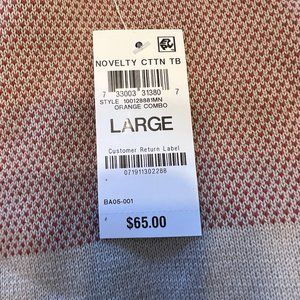 NOVELTY CTTN TB
7 33003 31380 7
STYLE 100128881MN
ORANGE COMBO
LARGE
Customer Return Label
071911302288
BA05-001
$65.00